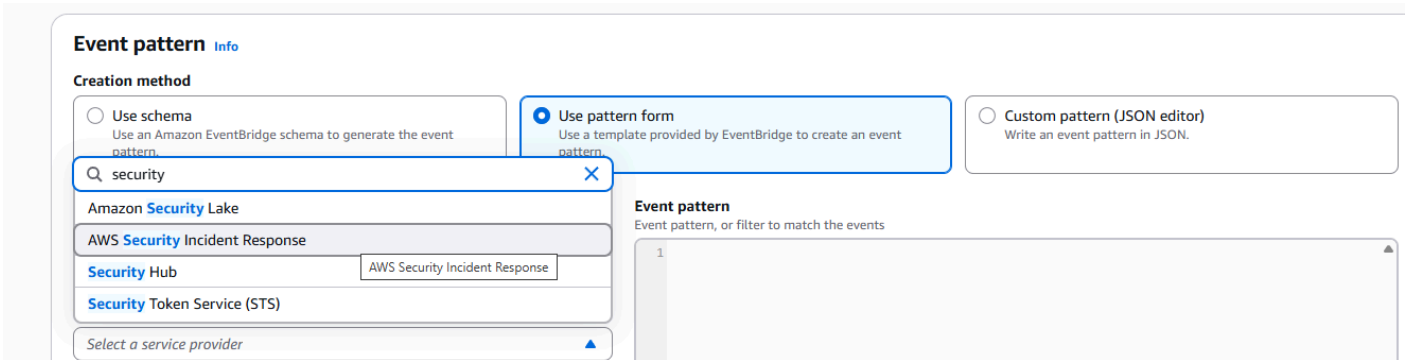 Event pattern Info
Creation method
Use schema
Use an Amazon EventBridge schema to generate the event
pattern.
Use pattern form
Use a template provided by EventBridge to create an event
pattern.
Custom pattern (JSON editor)
Write an event pattern in JSON.
security
Amazon Security Lake
AWS Security Incident Response
AWS Security Incident Response
Security Hub
Security Token Service (STS)
Select a service provider
Event pattern
Event pattern, or filter to match the events
1